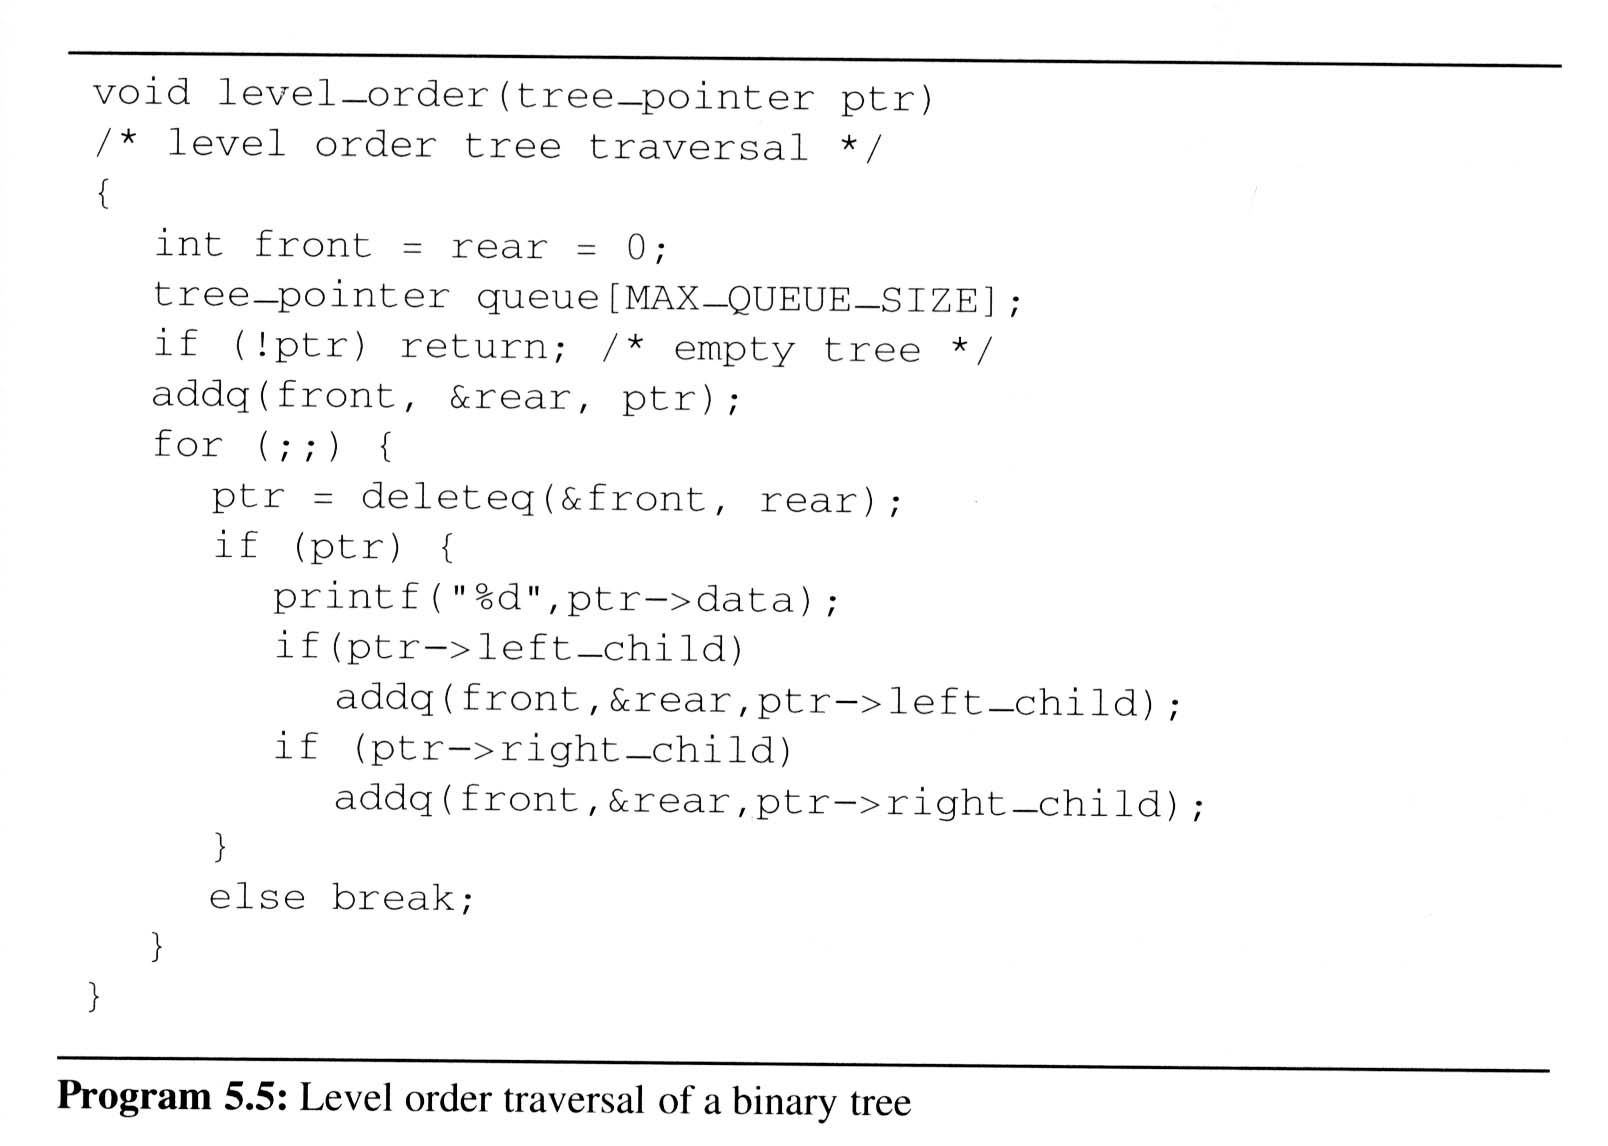 void level_order(tree_pointer ptr)
/* level order tree traversal */
{
int front = rear = 0;
tree_pointer queue[MAX_QUEUE_SIZE];
if (!ptr) return; /* empty tree */
addq(front, &rear, ptr);
for (;;) {
ptr = deleteq(&front, rear);
if (ptr) {
printf("%d",ptr->data);
if(ptr->left_child)
addq(front,&rear,ptr->left_child);
if (ptr->right_child)
addq(front,&rear,ptr->right_child);
}
else break;
}
}
Program 5.5: Level order traversal of a binary tree